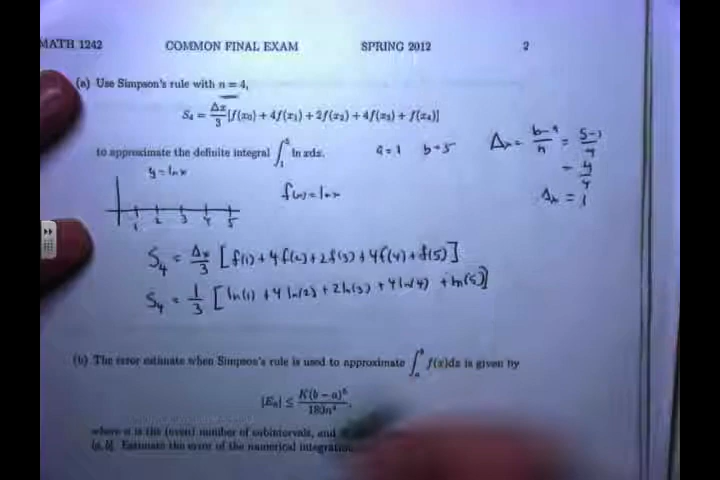 MATH 1242 COMMON FINAL EXAM SPRING 2012 2
(a) Use Simpson's rule with n = 4,
S₄ = Δx/3 [f(x₀) + 4f(x₁) + 2f(x₂) + 4f(x₃) + f(x₄)]
to approximate the definite integral ∫₁⁵ ln xdx. a = 1 b = 5
Δx = b-a/n = 5-1/4
= 4/4
Δx = 1
y = ln x
f(x) = ln x
1 2 3 4 5
S₄ = Δx/3 [f(1) + 4f(2) + 2f(3) + 4f(4) + f(5)]
S₄ = 1/3 [ln(1) + 4 ln(2) + 2 ln(3) + 4 ln(4) + ln(5)]
(b) The error estimate when Simpson's rule is used to approximate ∫ₐᵇ f(x)dx is given by
|Eₙ| ≤ K(b − a)⁵/180n⁴,
where n is the (even) number of subintervals, and
[a, b]. Estimate the error of the numerical integration